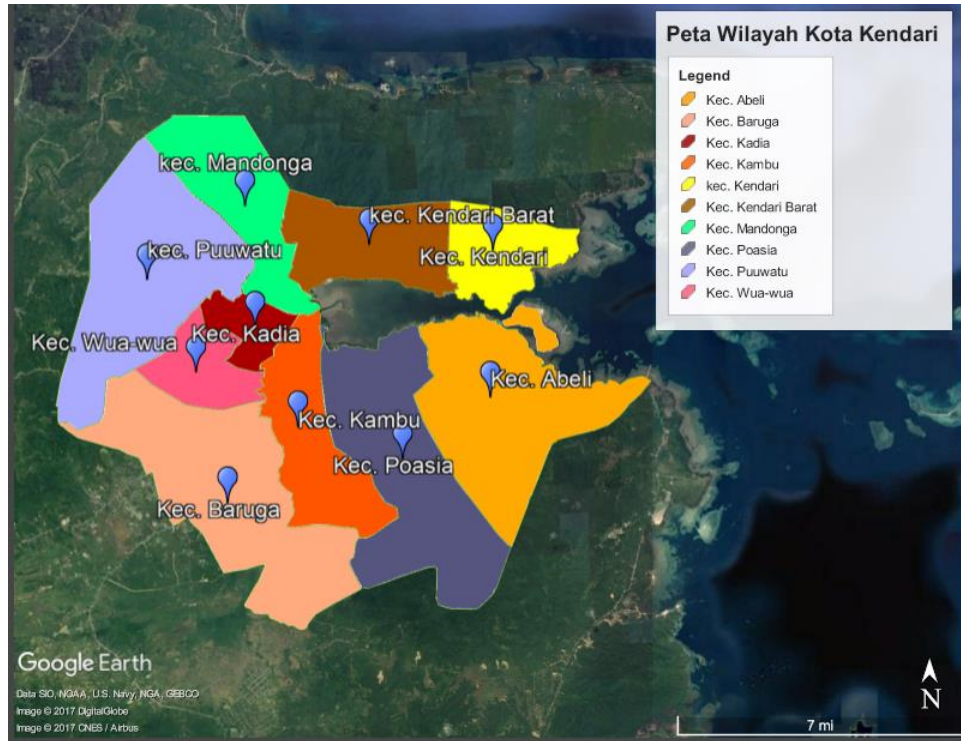 Peta Wilayah Kota Kendari
Legend
Kec. Abeli
Kec. Baruga
Kec. Kadia
Kec. Kambu
kec. Kendari
Kec. Kendari Barat
Kec. Mandonga
Kec. Poasia
Kec. Puuwatu
Kec. Wua-wua
kec. Mandonga
kec. Kendari Barat
kec. Puuwatu
Kec. Kendari
Kec. Kadia
Kec. Wua-wua
Kec. Abeli
Kec. Kambu
Kec. Poasia
Kec. Baruga
Google Earth
Data SIO, NOAA, U.S. Navy, NGA, GEBCO
Image © 2017 DigitalGlobe
Image © 2017 CNES / Airbus
N
7 mi